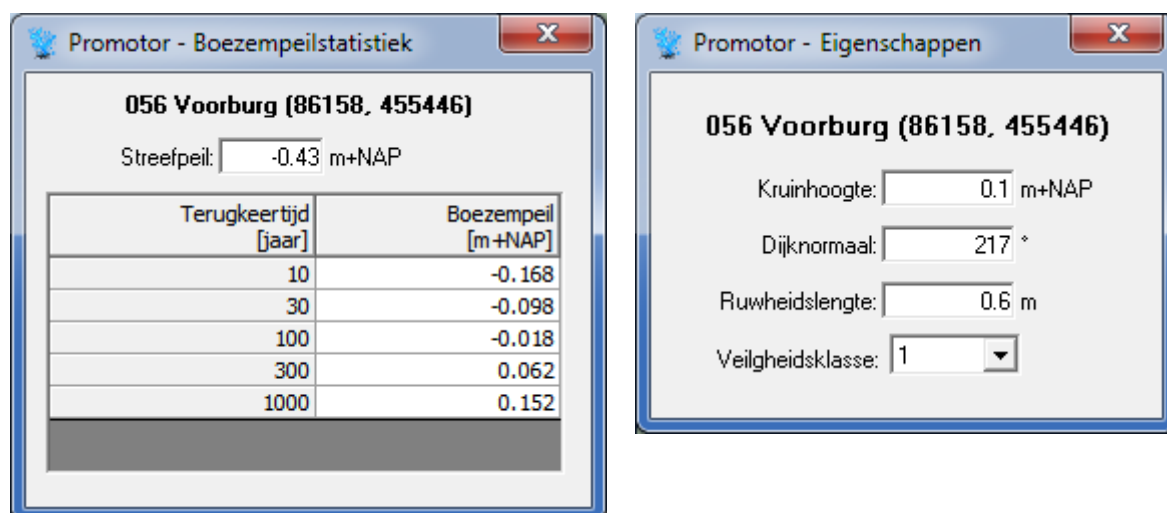 Promotor - Boezempeilstatistiek
056 Voorburg (86158, 455446)
Streefpeil: -0.43 m+NAP
Terugkeertijd [jaar] Boezempeil [m+NAP]
10 -0.168
30 -0.098
100 -0.018
300 0.062
1000 0.152
Promotor - Eigenschappen
056 Voorburg (86158, 455446)
Kruinhoogte: 0.1 m+NAP
Dijknormaal: 217 °
Ruwheidslengte: 0.6 m
Veiligheidsklasse: 1